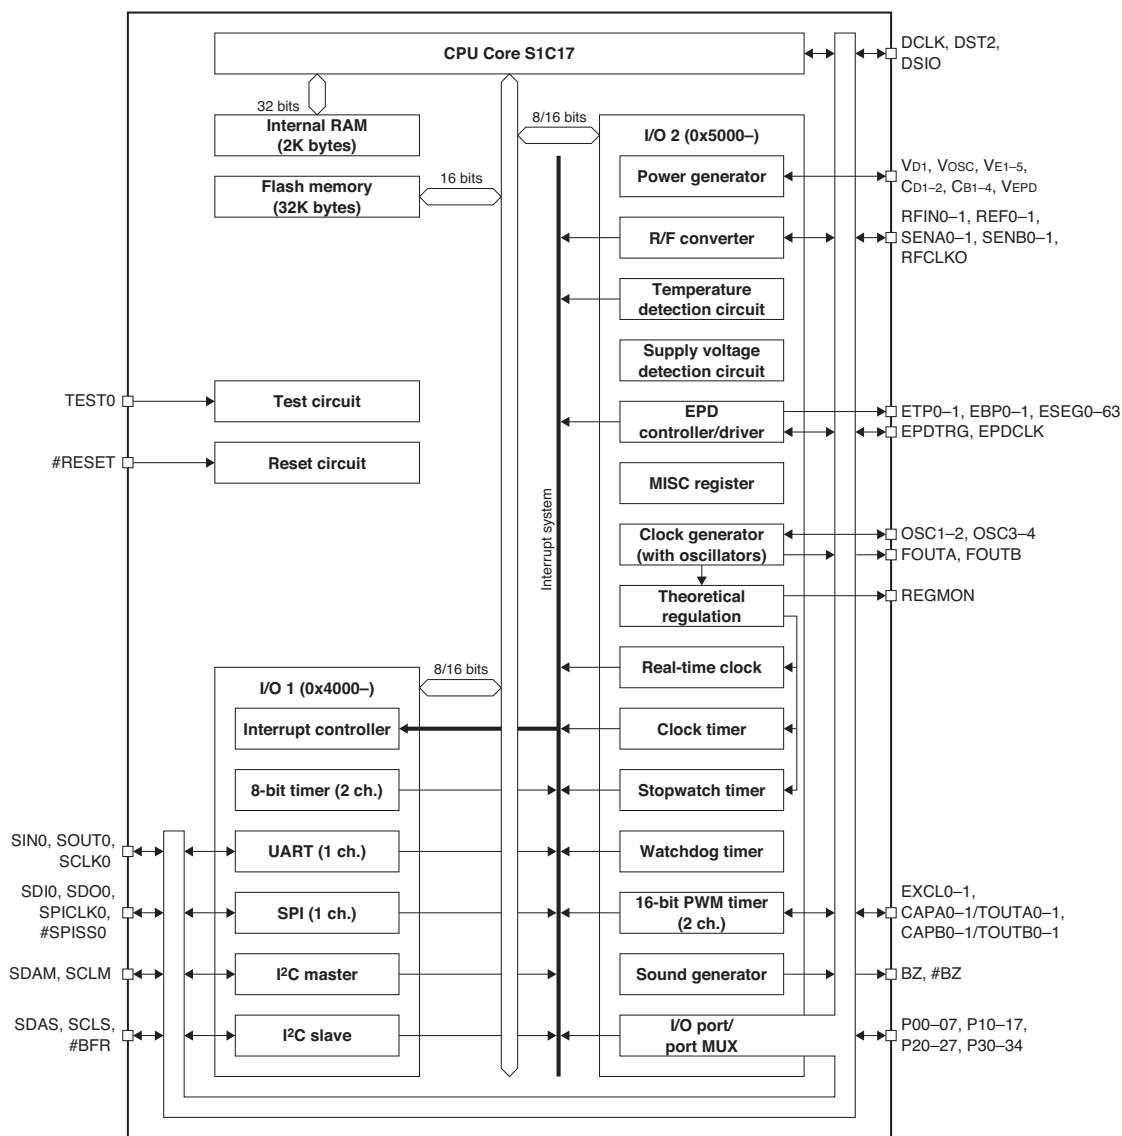 CPU Core S1C17
DCLK, DST2,
DSIO
32 bits
Internal RAM
(2K bytes)
8/16 bits
I/O 2 (0x5000–)
Flash memory
(32K bytes)
16 bits
Power generator
VD1, VOSC, VE1–5,
CD1–2, CB1–4, VEPD
R/F converter
RFIN0–1, REF0–1,
SENA0–1, SENB0–1,
RFCLKO
Temperature
detection circuit
Supply voltage
detection circuit
TEST0
Test circuit
EPD
controller/driver
ETP0–1, EBP0–1, ESEG0–63
EPDTRG, EPDCLK
#RESET
Reset circuit
MISC register
Interrupt system
Clock generator
(with oscillators)
OSC1–2, OSC3–4
FOUTA, FOUTB
Theoretical
regulation
REGMON
8/16 bits
Real-time clock
I/O 1 (0x4000–)
Interrupt controller
Clock timer
8-bit timer (2 ch.)
Stopwatch timer
SIN0, SOUT0,
SCLK0
UART (1 ch.)
Watchdog timer
SDI0, SDO0,
SPICLK0,
#SPISS0
SPI (1 ch.)
16-bit PWM timer
(2 ch.)
EXCL0–1,
CAPA0–1/TOUTA0–1,
CAPB0–1/TOUTB0–1
SDAM, SCLM
I²C master
Sound generator
BZ, #BZ
SDAS, SCLS,
#BFR
I²C slave
I/O port/
port MUX
P00–07, P10–17,
P20–27, P30–34